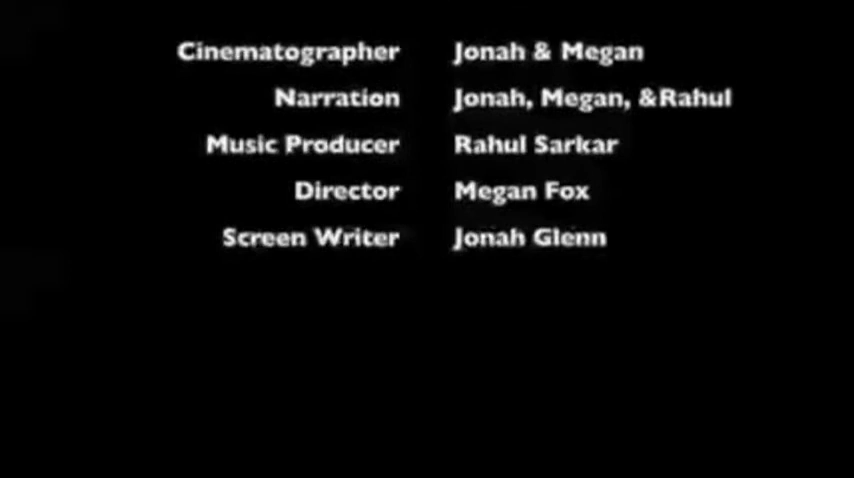 Cinematographer Jonah & Megan
Narration Jonah, Megan, &Rahul
Music Producer Rahul Sarkar
Director Megan Fox
Screen Writer Jonah Glenn